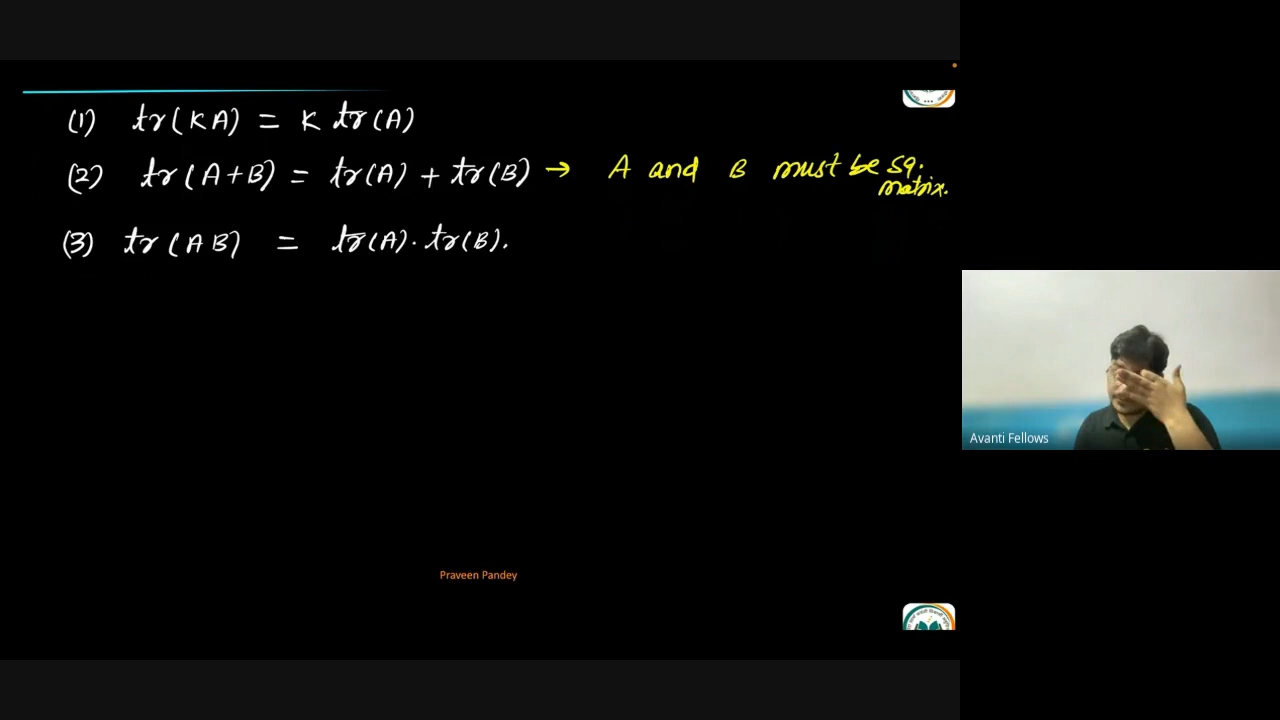 (1) tr(KA) = K tr(A)
(2) tr(A+B) = tr(A) + tr(B) → A and B must be sq. matrix.
(3) tr(AB) = tr(A). tr(B).
Avanti Fellows
Praveen Pandey